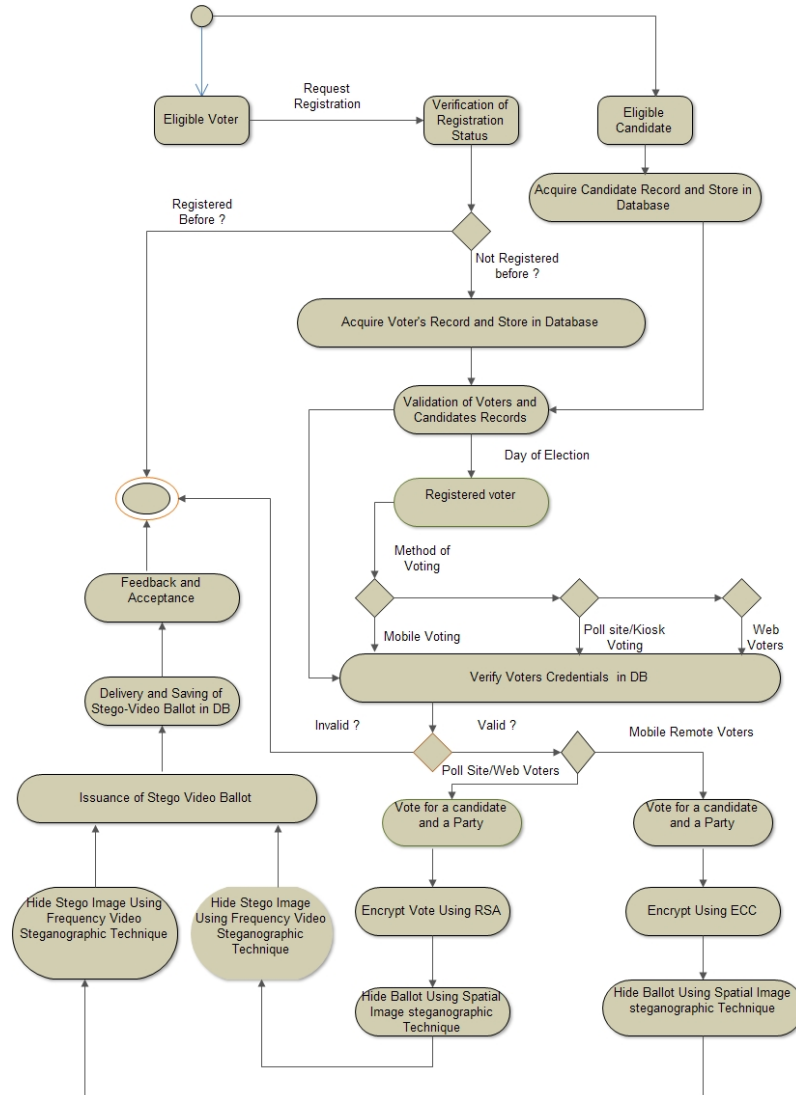 Request
Registration
Eligible Voter
Verification of
Registration
Status
Eligible
Candidate
Acquire Candidate Record and Store in
Database
Registered
Before ?
Not Registered
before ?
Acquire Voter's Record and Store in Database
Validation of Voters and
Candidates Records
Day of Election
Registered voter
Method of
Voting
Feedback and
Acceptance
Mobile Voting
Poll site/Kiosk
Voting
Web
Voters
Verify Voters Credentials in DB
Delivery and Saving of
Stego-Video Ballot in DB
Invalid ?
Valid ?
Mobile Remote Voters
Poll Site/Web Voters
Issuance of Stego Video Ballot
Vote for a candidate
and a Party
Vote for a candidate
and a Party
Hide Stego Image Using
Frequency Video
Steganographic Technique
Hide Stego Image
Using Frequency Video
Steganographic
Technique
Encrypt Vote Using RSA
Encrypt Using ECC
Hide Ballot Using Spatial
Image steganographic
Technique
Hide Ballot Using Spatial Image
steganographic Technique